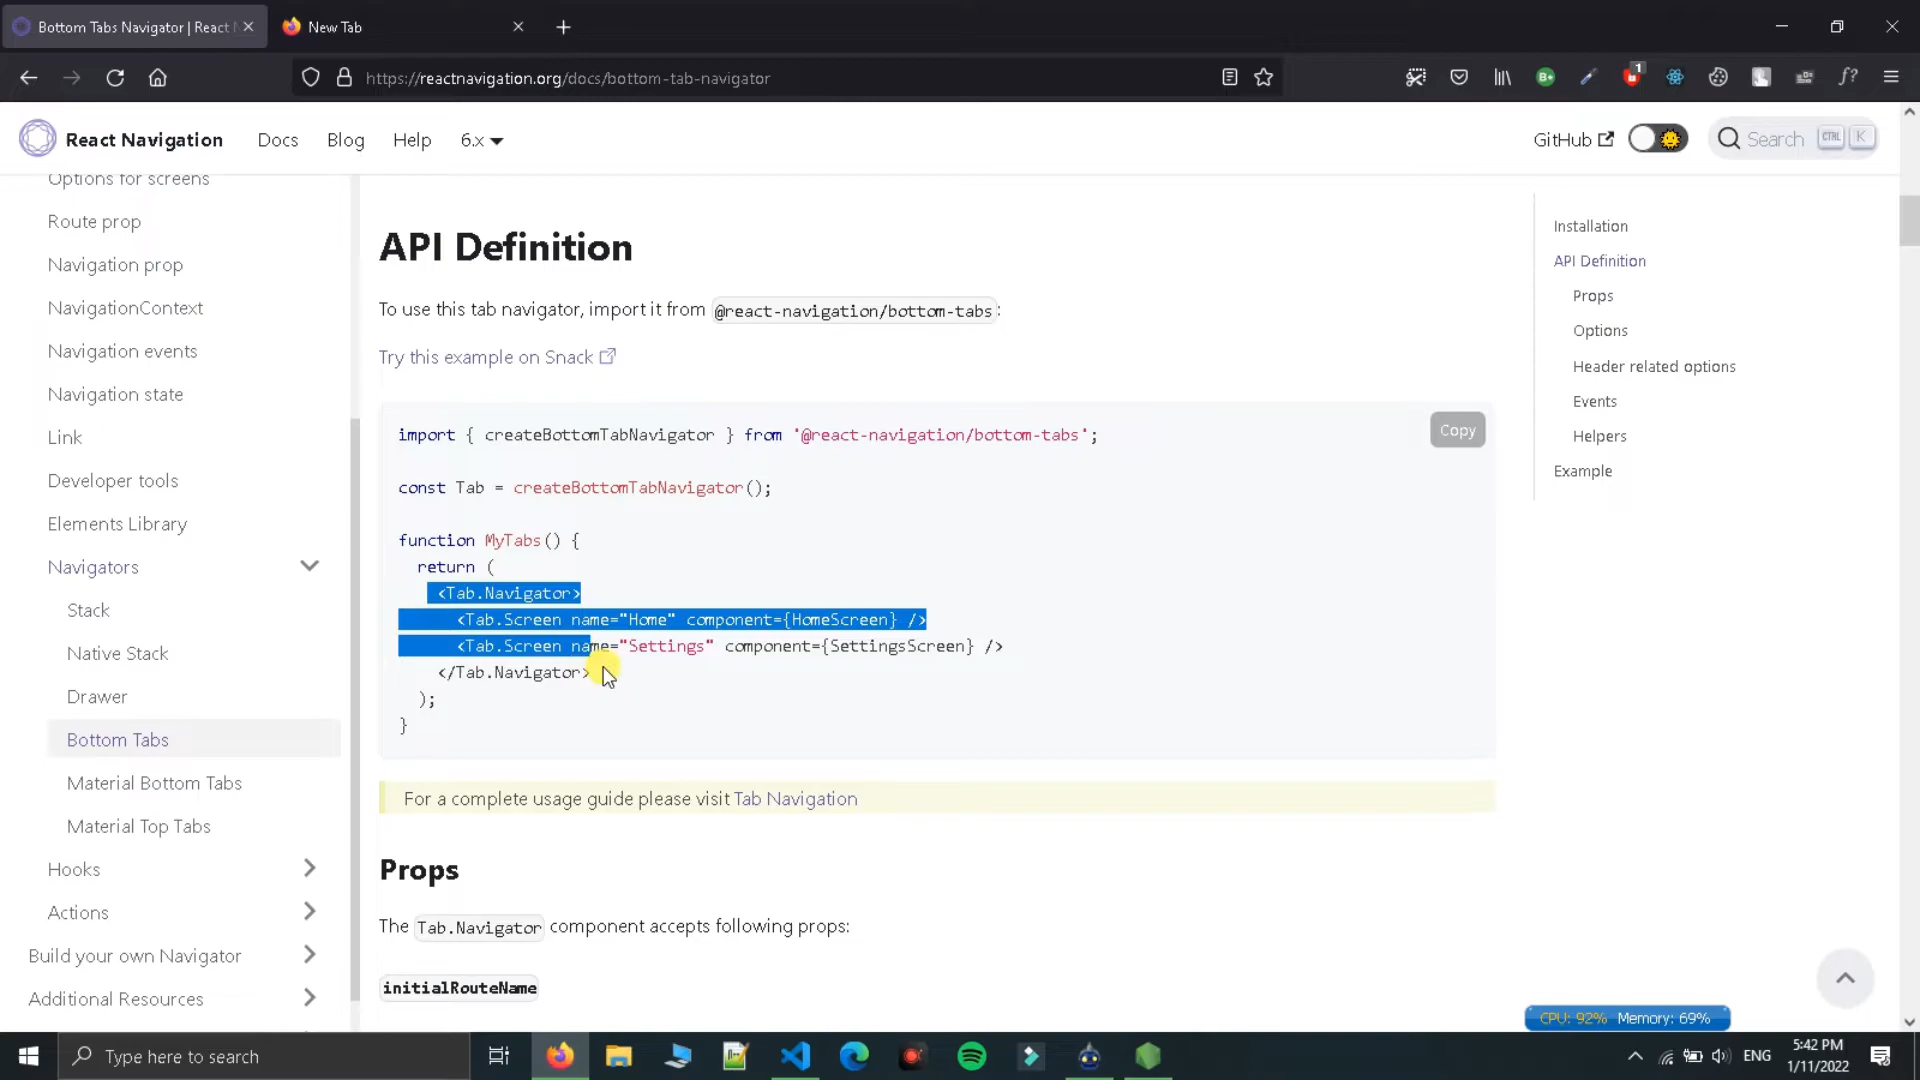 Bottom Tabs Navigator | React N
New Tab
https://reactnavigation.org/docs/bottom-tab-navigator
1
React Navigation
Docs
Blog
Help
6.x
GitHub
Search
CTRL
K
Options for screens
Route prop
Navigation prop
NavigationContext
Navigation events
Navigation state
Link
Developer tools
Elements Library
Navigators
Stack
Native Stack
Drawer
Bottom Tabs
Material Bottom Tabs
Material Top Tabs
Hooks
Actions
Build your own Navigator
Additional Resources
API Definition
To use this tab navigator, import it from @react-navigation/bottom-tabs:
Try this example on Snack
import { createBottomTabNavigator } from '@react-navigation/bottom-tabs';
Copy
const Tab = createBottomTabNavigator();
function MyTabs() {
return (
<Tab.Navigator>
<Tab.Screen name="Home" component={HomeScreen} />
<Tab.Screen name="Settings" component={SettingsScreen} />
</Tab.Navigator>
);
}
For a complete usage guide please visit Tab Navigation
Props
The Tab.Navigator component accepts following props:
initialRouteName
Installation
API Definition
Props
Options
Header related options
Events
Helpers
Example
CPU: 92% Memory: 69%
Type here to search
ENG
5:42 PM
1/11/2022